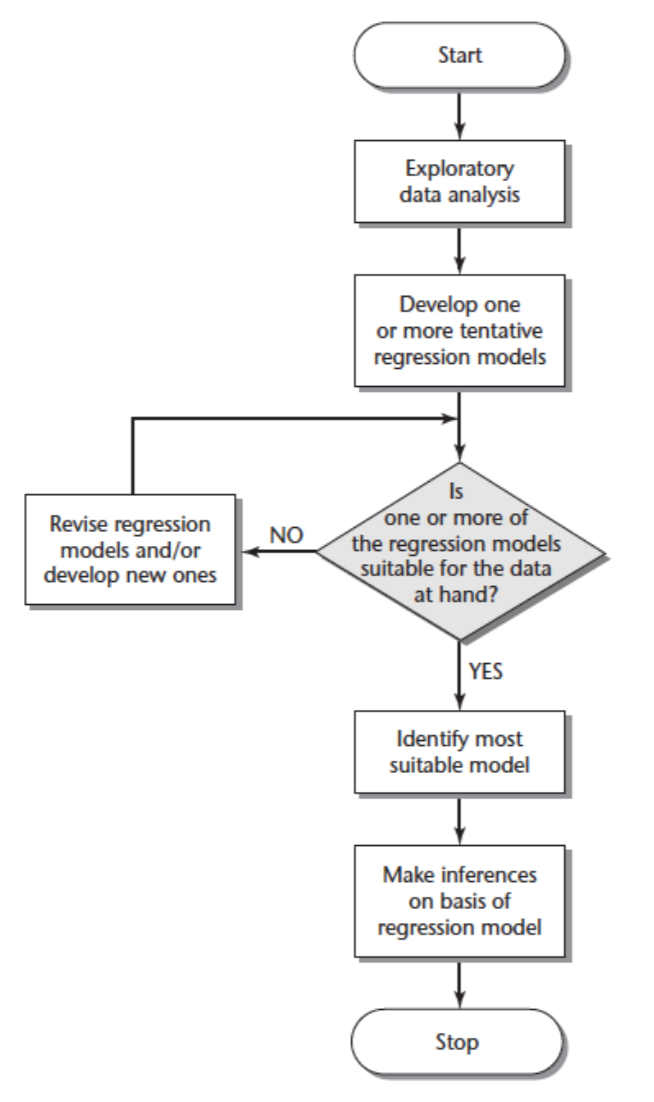 Start
Exploratory
data analysis
Develop one
or more tentative
regression models
Is
one or more of
the regression models
suitable for the data
at hand?
NO
Revise regression
models and/or
develop new ones
YES
Identify most
suitable model
Make inferences
on basis of
regression model
Stop